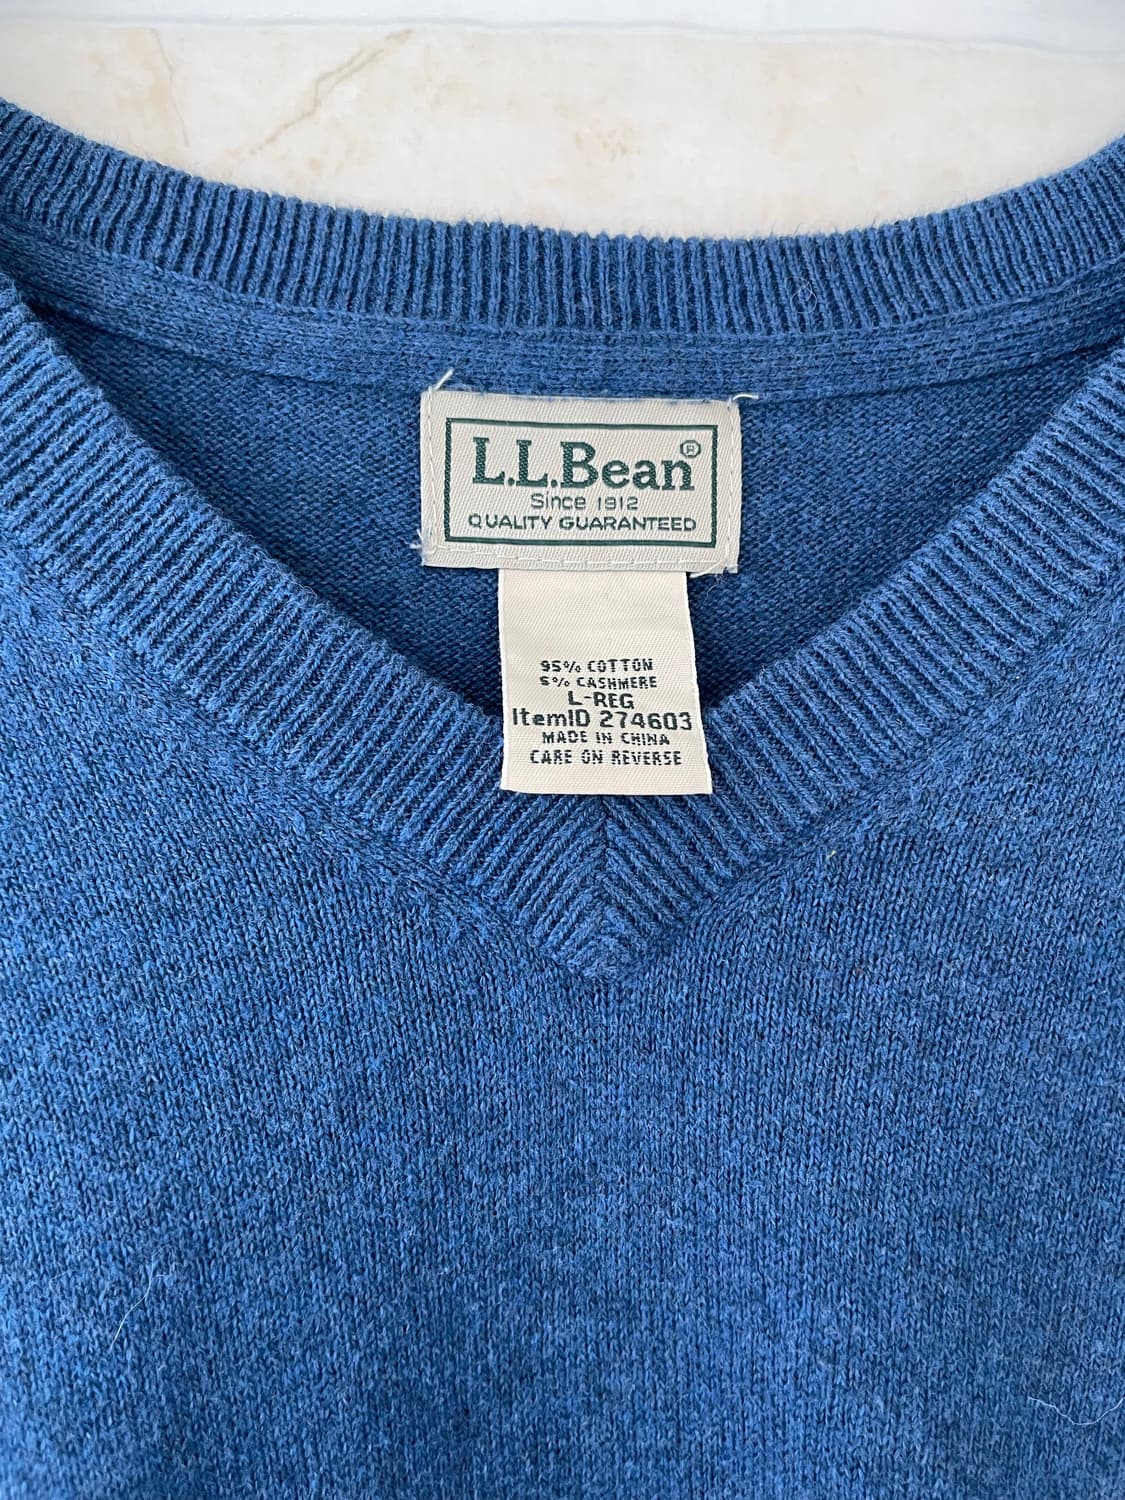 L.L.Bean®
Since 1912
QUALITY GUARANTEED
95% COTTON
5% CASHMERE
L-REG
ItemID 274603
MADE IN CHINA
CARE ON REVERSE